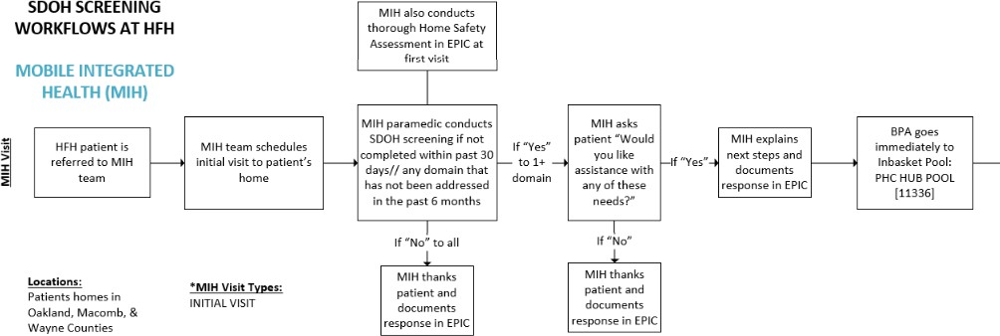 SDOH SCREENING
WORKFLOWS AT HFH
MOBILE INTEGRATED
HEALTH (MIH)
MIH Visit
MIH also conducts
thorough Home Safety
Assessment in EPIC at
first visit
HFH patient is
referred to MIH
team
MIH team schedules
initial visit to patient's
home
MIH paramedic conducts
SDOH screening if not
completed within past 30
days// any domain that
has not been addressed
in the past 6 months
If “Yes”
to 1+
domain
MIH asks
patient “Would
you like
assistance with
any of these
needs?”
If “Yes”
MIH explains
next steps and
documents
response in EPIC
BPA goes
immediately to
Inbasket Pool:
PHC HUB POOL
[11336]
If “No” to all
If “No”
MIH thanks
patient and
documents
response in EPIC
MIH thanks
patient and
documents
response in EPIC
Locations:
Patients homes in
Oakland, Macomb, &
Wayne Counties
*MIH Visit Types:
INITIAL VISIT